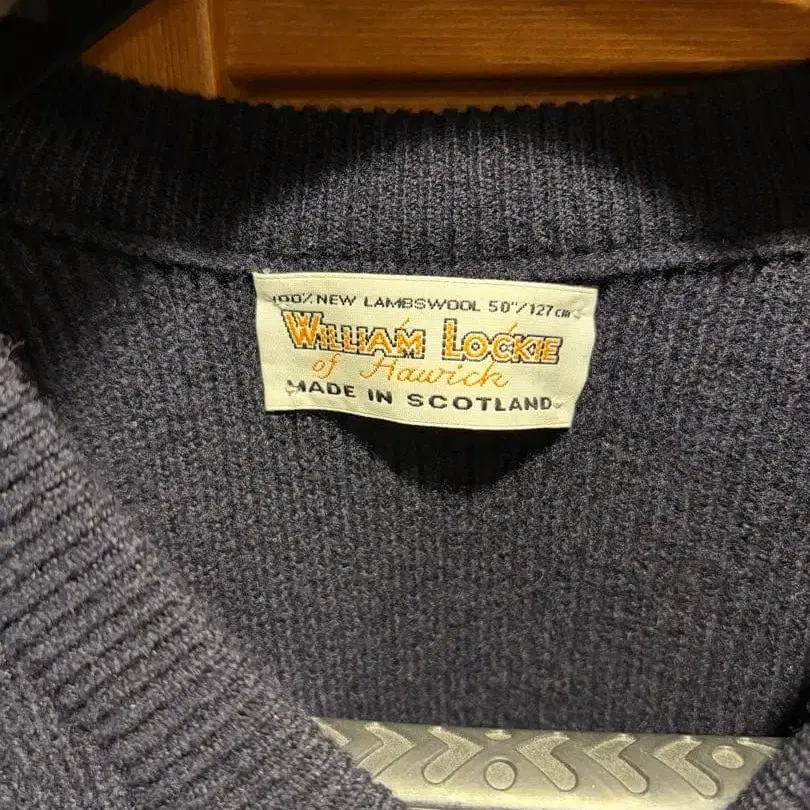 100% NEW LAMBSWOOL 50"/127cm
WILLIAM LOCKIE
of Hawick
MADE IN SCOTLAND